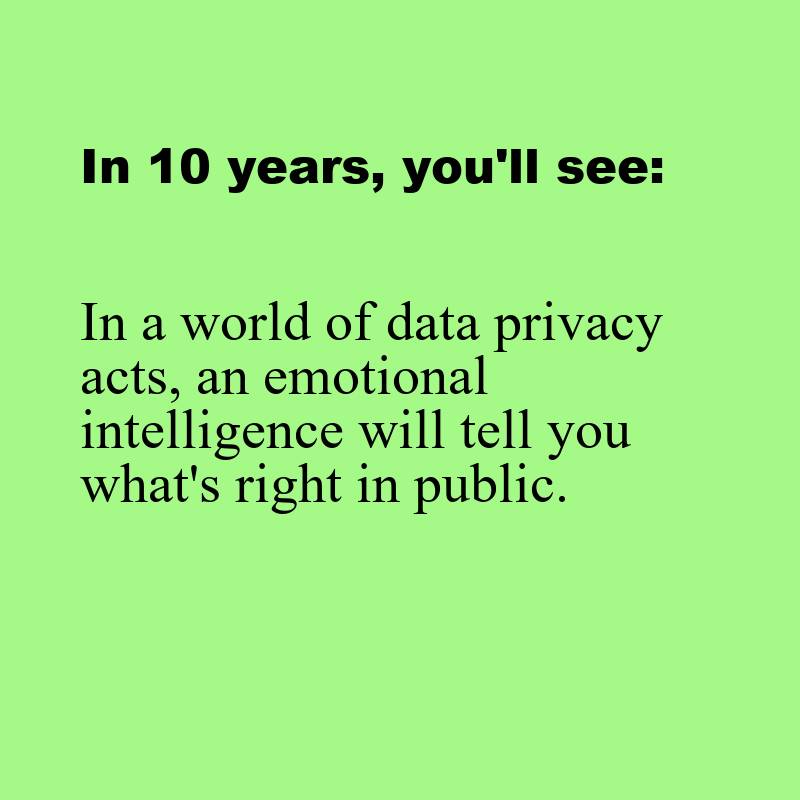 In 10 years, you'll see:
In a world of data privacy
acts, an emotional
intelligence will tell you
what's right in public.